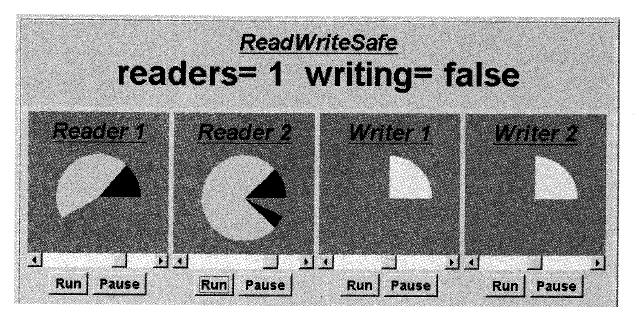 ReadWriteSafe
readers= 1 writing= false
Reader 1 Reader 2 Writer 1 Writer 2
Run Pause Run Pause Run Pause Run Pause